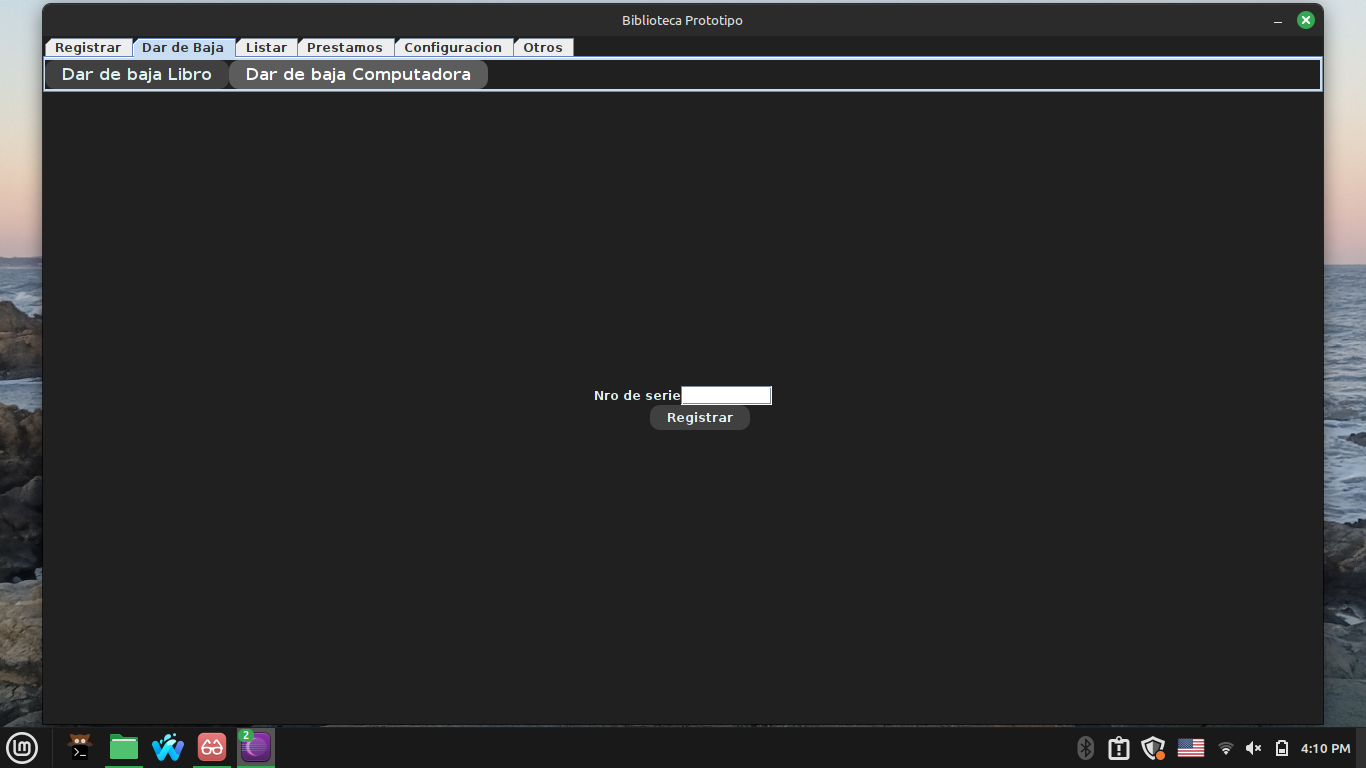 Biblioteca Prototipo
Registrar Dar de Baja Listar Prestamos Configuracion Otros
Dar de baja Libro Dar de baja Computadora
Nro de serie
Registrar
2
4:10 PM